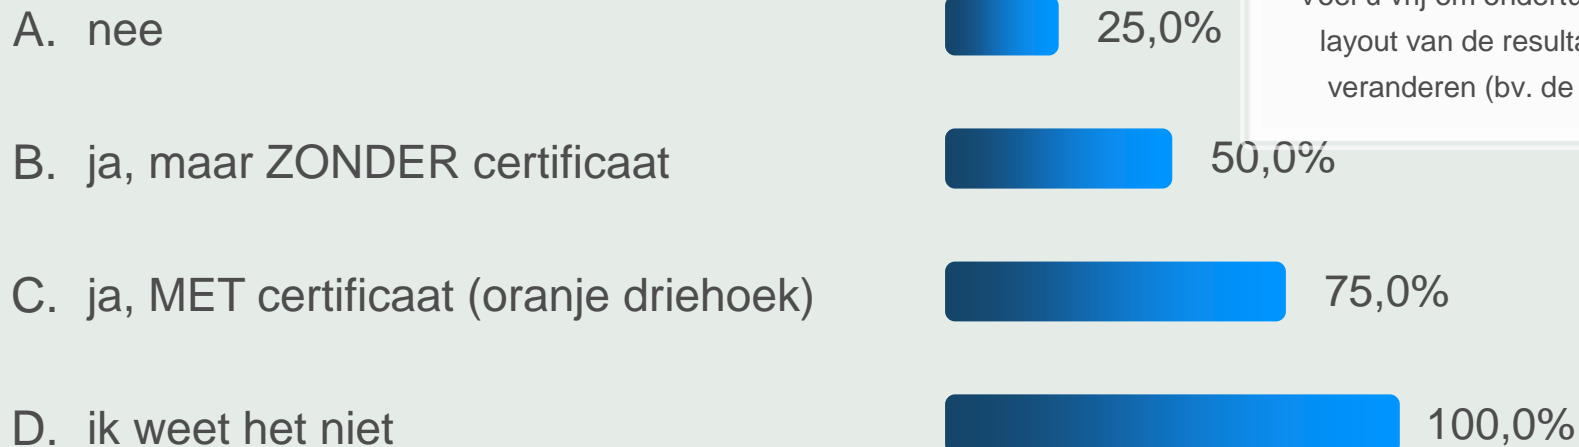 A. nee 25,0%
layout van de
veranderen (bv. de
B. ja, maar ZONDER certificaat 50,0%
C. ja, MET certificaat (oranje driehoek) 75,0%
D. ik weet het niet 100,0%